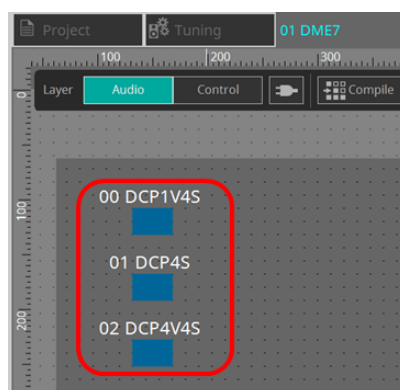 Project
Tuning
01 DME7
100
200
300
Layer
Audio
Control
Compile
0
100
00 DCP1V4S
01 DCP4S
200
02 DCP4V4S